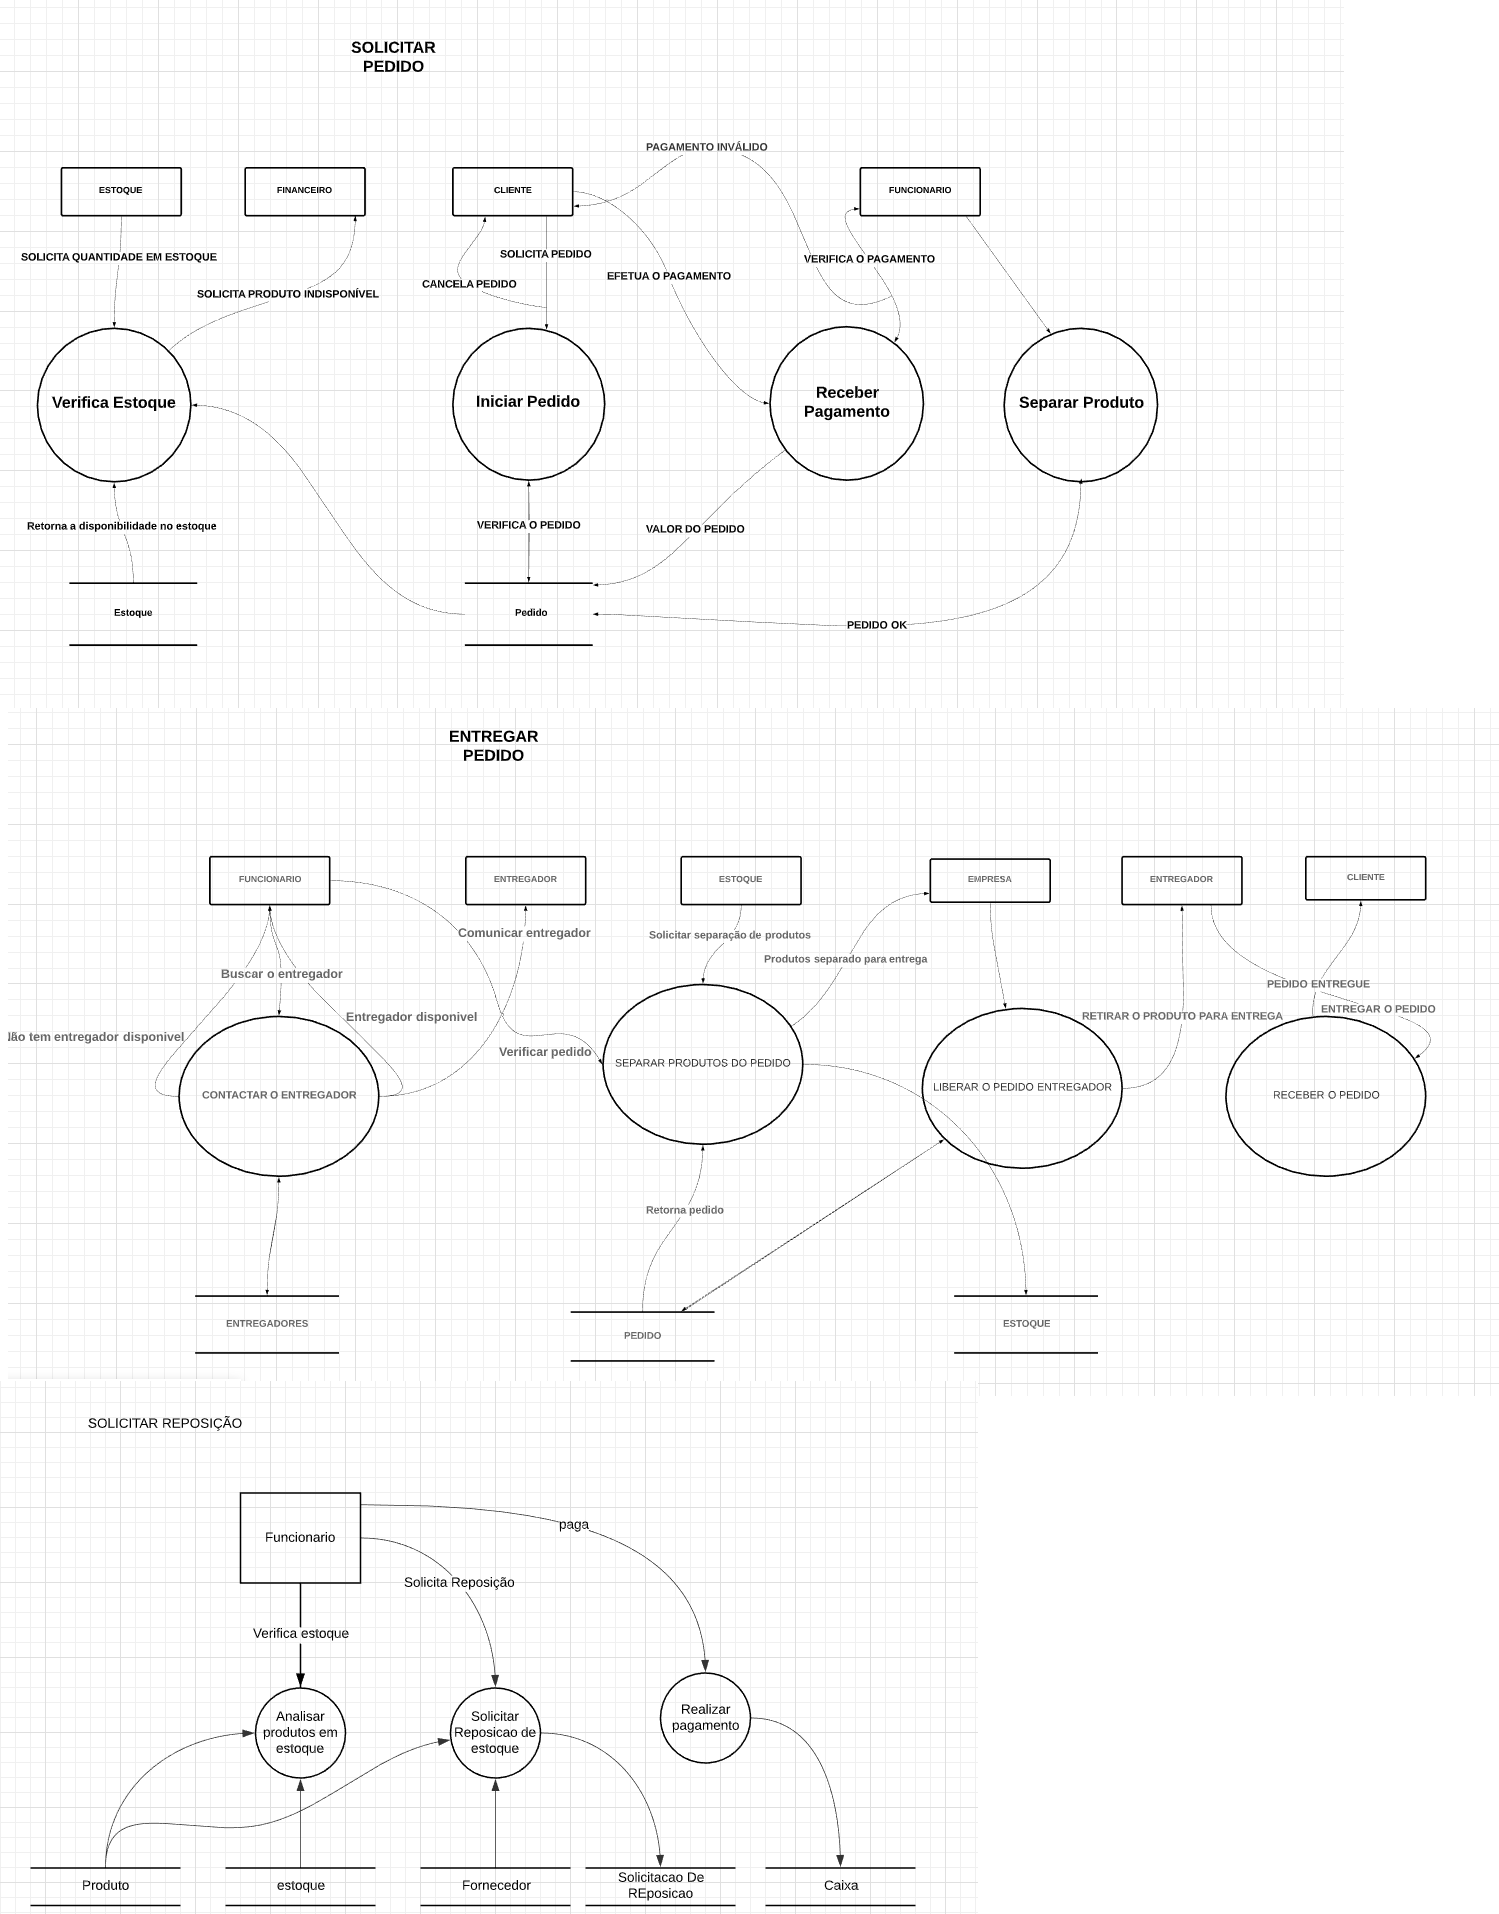 SOLICITAR
PEDIDO
PAGAMENTO INVÁLIDO
ESTOQUE
FINANCEIRO
CLIENTE
FUNCIONARIO
SOLICITA QUANTIDADE EM ESTOQUE
SOLICITA PEDIDO
VERIFICA O PAGAMENTO
SOLICITA PRODUTO INDISPONÍVEL
CANCELA PEDIDO
EFETUA O PAGAMENTO
Verifica Estoque
Iniciar Pedido
Receber
Pagamento
Separar Produto
Retorna a disponibilidade no estoque
VERIFICA O PEDIDO
VALOR DO PEDIDO
Estoque
Pedido
PEDIDO OK
ENTREGAR
PEDIDO
FUNCIONARIO
ENTREGADOR
ESTOQUE
EMPRESA
ENTREGADOR
CLIENTE
Comunicar entregador
Solicitar separação de produtos
Produtos separado para entrega
Buscar o entregador
PEDIDO ENTREGUE
Entregador disponivel
RETIRAR O PRODUTO PARA ENTREGA
ENTREGAR O PEDIDO
tem entregador disponivel
Verificar pedido
SEPARAR PRODUTOS DO PEDIDO
CONTACTAR O ENTREGADOR
LIBERAR O PEDIDO ENTREGADOR
RECEBER O PEDIDO
Retorna pedido
ENTREGADORES
PEDIDO
ESTOQUE
SOLICITAR REPOSIÇÃO
Funcionario
paga
Solicita Reposição
Verifica estoque
Analisar
produtos em
estoque
Solicitar
Reposicao de
estoque
Realizar
pagamento
Produto
estoque
Fornecedor
Solicitacao De
REposicao
Caixa